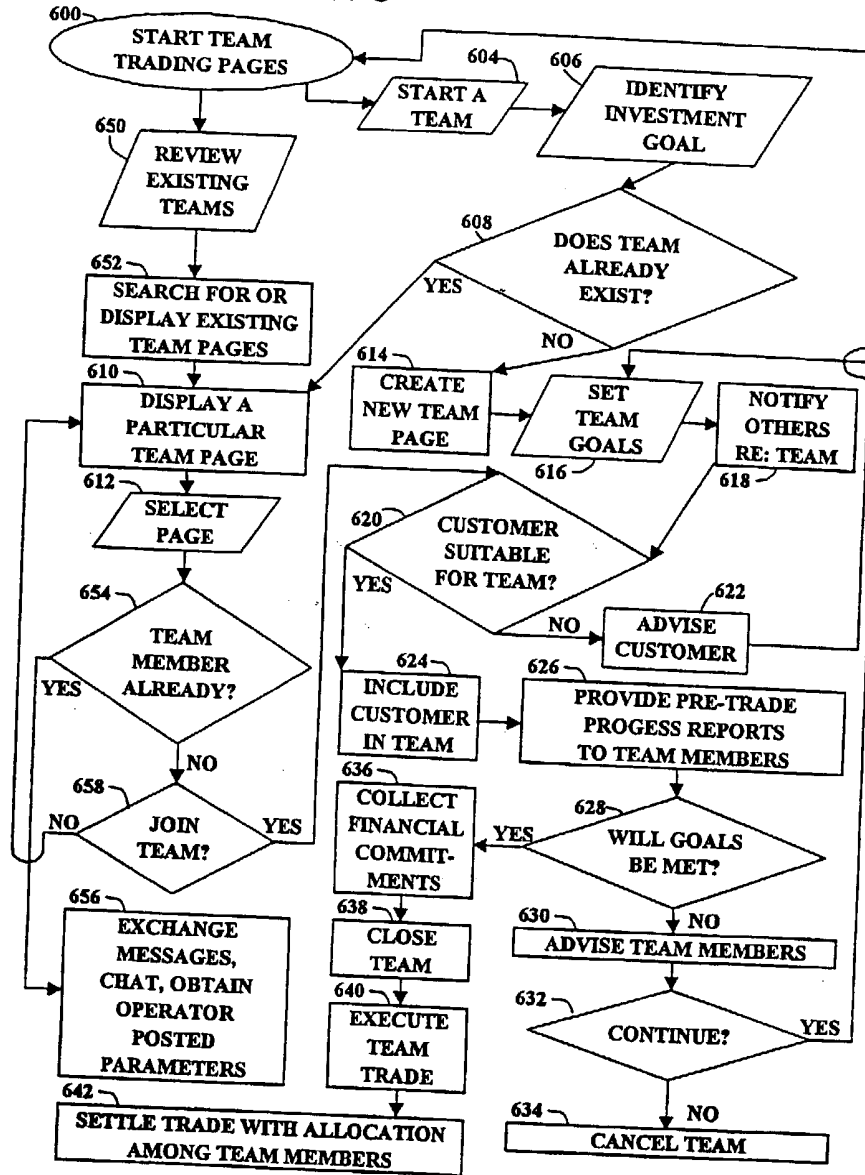 600
START TEAM
TRADING PAGES
604
START A
TEAM
606
IDENTIFY
INVESTMENT
GOAL
650
REVIEW
EXISTING
TEAMS
608
DOES TEAM
ALREADY
EXIST?
YES
NO
652
SEARCH FOR OR
DISPLAY EXISTING
TEAM PAGES
610
DISPLAY A
PARTICULAR
TEAM PAGE
614
CREATE
NEW TEAM
PAGE
SET
TEAM
GOALS
616
NOTIFY
OTHERS
RE: TEAM
618
612
SELECT
PAGE
620
CUSTOMER
SUITABLE
FOR TEAM?
YES
NO
622
ADVISE
CUSTOMER
654
TEAM
MEMBER
ALREADY?
YES
NO
624
INCLUDE
CUSTOMER
IN TEAM
626
PROVIDE PRE-TRADE
PROGESS REPORTS
TO TEAM MEMBERS
658
JOIN
TEAM?
NO
YES
636
COLLECT
FINANCIAL
COMMIT-
MENTS
628
WILL GOALS
BE MET?
YES
NO
656
EXCHANGE
MESSAGES,
CHAT, OBTAIN
OPERATOR
POSTED
PARAMETERS
638
CLOSE
TEAM
630
ADVISE TEAM MEMBERS
640
EXECUTE
TEAM
TRADE
632
CONTINUE?
YES
NO
642
SETTLE TRADE WITH ALLOCATION
AMONG TEAM MEMBERS
634
CANCEL TEAM